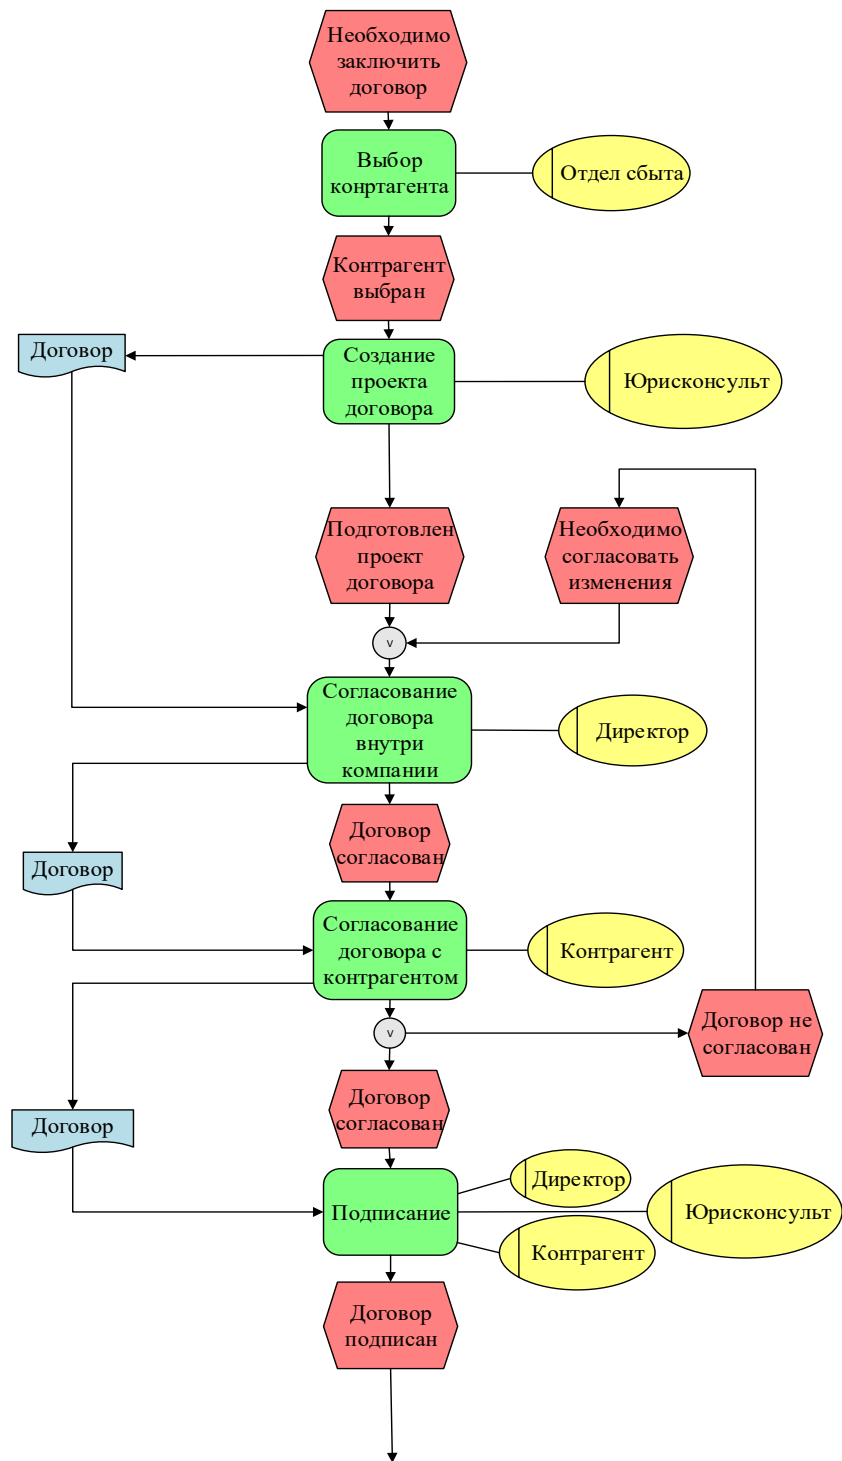 Необходимо
заключить
договор
Выбор
конртагента
Отдел сбыта
Контрагент
выбран
Договор
Создание
проекта
договора
Юрисконсульт
Подготовлен
проект
договора
Необходимо
согласовать
изменения
v
Согласование
договора
внутри
компании
Директор
Договор
согласован
Договор
Согласование
договора с
контрагентом
Контрагент
v
Договор не
согласован
Договор
согласован
Договор
Подписание
Директор
Юрисконсульт
Контрагент
Договор
подписан